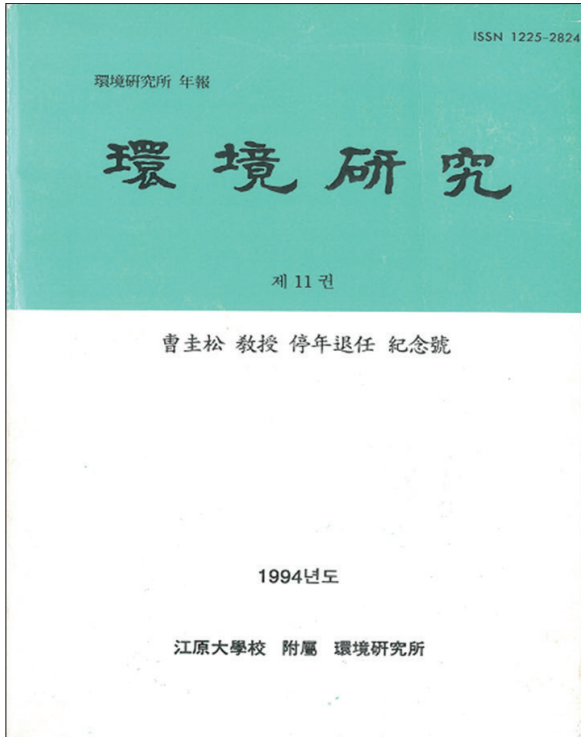 ISSN 1225-2824
環境硏究所 年報
環境研究
제 11 권
曺圭松 敎授 停年退任 紀念號
1994년도
江原大學校 附屬 環境硏究所